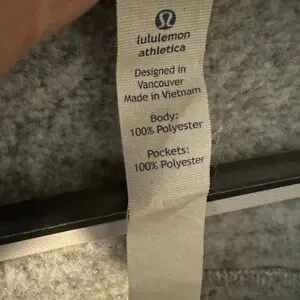 lululemon
athletica
Designed in
Vancouver
Made in Vietnam
Body:
100% Polyester
Pockets:
100% Polyester